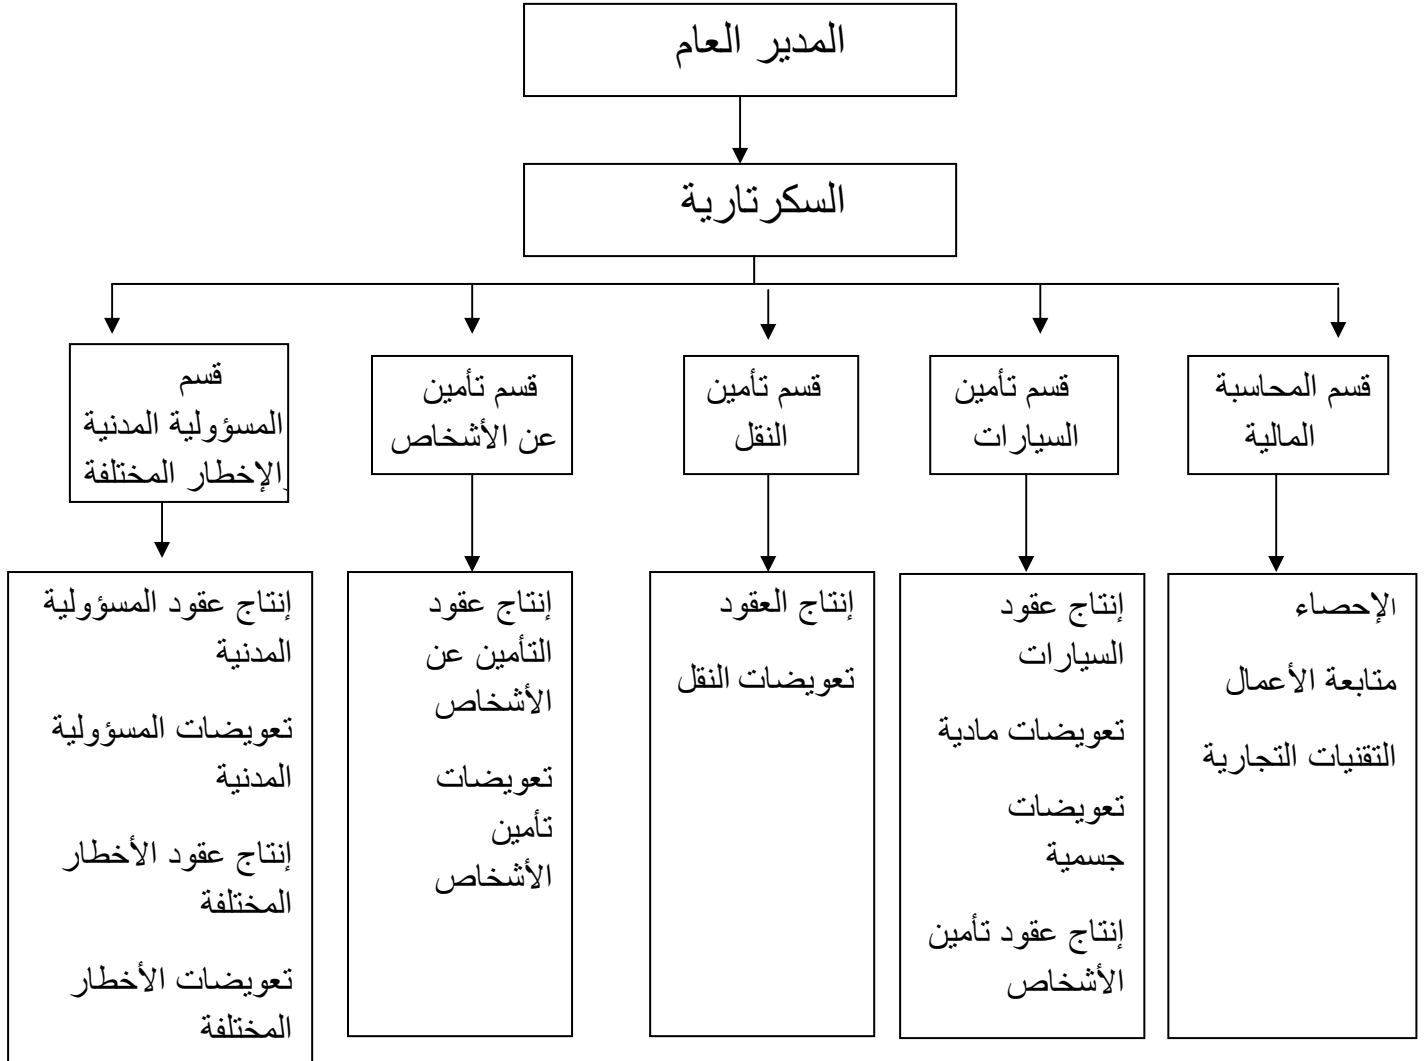 المدير العام
السكرتارية
قسم المحاسبة
المالية
قسم تأمين
السيارات
قسم تأمين
النقل
قسم تأمين
عن الأشخاص
قسم
المسؤولية المدنية
والإخطار المختلفة
الإحصاء
متابعة الأعمال
التقنيات التجارية
إنتاج عقود
السيارات
تعويضات مادية
تعويضات
جسمية
إنتاج عقود تأمين
الأشخاص
إنتاج العقود
تعويضات النقل
إنتاج عقود
التأمين عن
الأشخاص
تعويضات
تأمين
الأشخاص
إنتاج عقود المسؤولية
المدنية
تعويضات المسؤولية
المدنية
إنتاج عقود الأخطار
المختلفة
تعويضات الأخطار
المختلفة